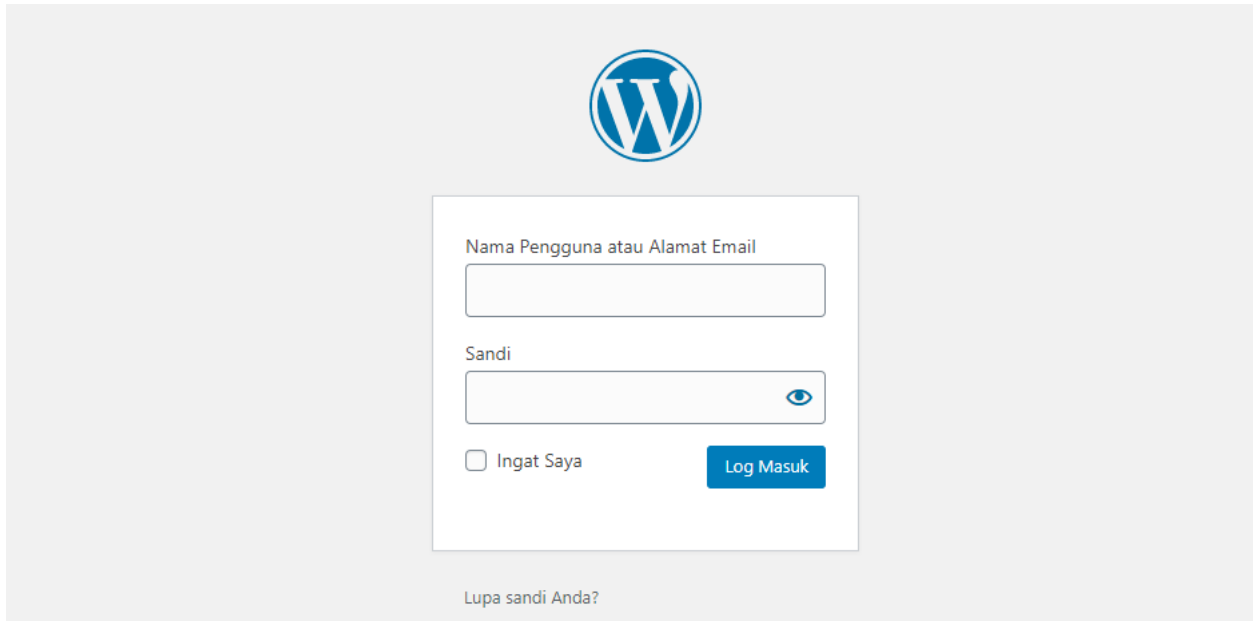 Nama Pengguna atau Alamat Email
Sandi
Ingat Saya
Log Masuk
Lupa sandi Anda?